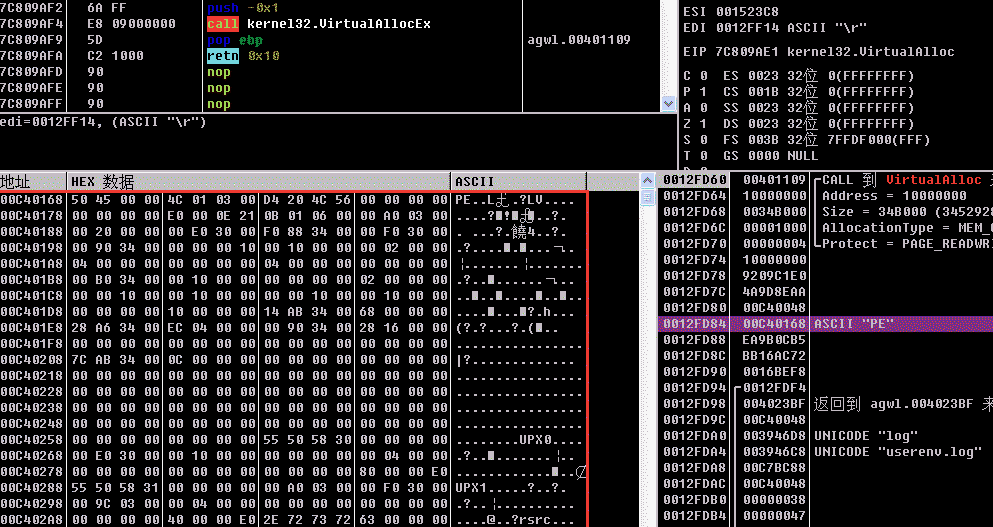 7C809AF2 6A FF push -0x1
7C809AF4 E8 09000000 call kernel32.VirtualAllocEx
7C809AF9 5D pop ebp agwl.00401109
7C809AFA C2 1000 retn 0x10
7C809AFD 90 nop
7C809AFE 90 nop
7C809AFF 90 nop
edi=0012FF14, (ASCII "\r")
ESI 001523C8
EDI 0012FF14 ASCII "\r"
EIP 7C809AE1 kernel32.VirtualAlloc
C 0 ES 0023 32位 0(FFFFFFFF)
P 1 CS 001B 32位 0(FFFFFFFF)
A 0 SS 0023 32位 0(FFFFFFFF)
Z 1 DS 0023 32位 0(FFFFFFFF)
S 0 FS 003B 32位 7FFDF000(FFF)
T 0 GS 0000 NULL
地址 HEX 数据 ASCII
00C40168 50 45 00 00 4C 01 03 00 D4 20 4C 56 00 00 00 00
00C40178 00 00 00 00 E0 00 0E 21 0B 01 06 00 00 A0 03 00
00C40188 00 20 00 00 00 E0 30 00 F0 88 34 00 00 F0 30 00
00C40198 00 90 34 00 00 00 00 10 00 10 00 00 00 02 00 00
00C401A8 04 00 00 00 00 00 00 00 04 00 00 00 00 00 00 00
00C401B8 00 B0 34 00 00 10 00 00 00 00 00 00 02 00 00 00
00C401C8 00 00 10 00 00 10 00 00 00 00 10 00 00 10 00 00
00C401D8 00 00 00 00 10 00 00 00 14 AB 34 00 68 00 00 00
00C401E8 28 A6 34 00 EC 04 00 00 00 90 34 00 28 16 00 00
00C401F8 00 00 00 00 00 00 00 00 00 00 00 00 00 00 00 00
00C40208 7C AB 34 00 0C 00 00 00 00 00 00 00 00 00 00 00
00C40218 00 00 00 00 00 00 00 00 00 00 00 00 00 00 00 00
00C40228 00 00 00 00 00 00 00 00 00 00 00 00 00 00 00 00
00C40238 00 00 00 00 00 00 00 00 00 00 00 00 00 00 00 00
00C40248 00 00 00 00 00 00 00 00 00 00 00 00 00 00 00 00
00C40258 00 00 00 00 00 00 00 00 55 50 58 30 00 00 00 00 ........UPX0....
00C40268 00 E0 30 00 00 10 00 00 00 00 00 00 00 04 00 00
00C40278 00 00 00 00 00 00 00 00 00 00 00 00 80 00 00 E0
00C40288 55 50 58 31 00 00 00 00 00 A0 03 00 00 F0 30 00 UPX1.....?..?.
00C40298 00 9C 03 00 00 04 00 00 00 00 00 00 00 00 00 00
00C402A8 00 00 00 00 40 00 00 E0 2E 72 73 72 63 00 00 00 ....@..?rsrc...
0012FD60 00401109 CALL 到 VirtualAlloc
0012FD64 10000000 Address = 10000000
0012FD68 0034B000 Size = 34B000 (3452928
0012FD6C 00001000 AllocationType = MEM_
0012FD70 00000004 Protect = PAGE_READWRI
0012FD74 10000000
0012FD78 9209C1E0
0012FD7C 4A9D8EAA
0012FD80 00C40048
0012FD84 00C40168 ASCII "PE"
0012FD88 EA9B0CB5
0012FD8C BB16AC72
0012FD90 0016BEF8
0012FD94 0012FDF4
0012FD98 004023BF 返回到 agwl.004023BF 来
0012FD9C 00C40048
0012FDA0 003946D8 UNICODE "log"
0012FDA4 003946C8 UNICODE "userenv.log"
0012FDA8 00C7BC88
0012FDAC 00C40048
0012FDB0 00000038
0012FDB4 00000047